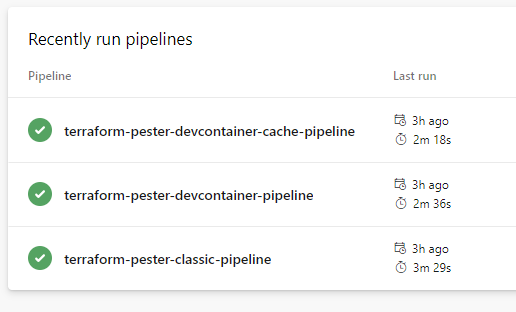 Recently run pipelines
Pipeline Last run
terraform-pester-devcontainer-cache-pipeline 3h ago
2m 18s
terraform-pester-devcontainer-pipeline 3h ago
2m 36s
terraform-pester-classic-pipeline 3h ago
3m 29s